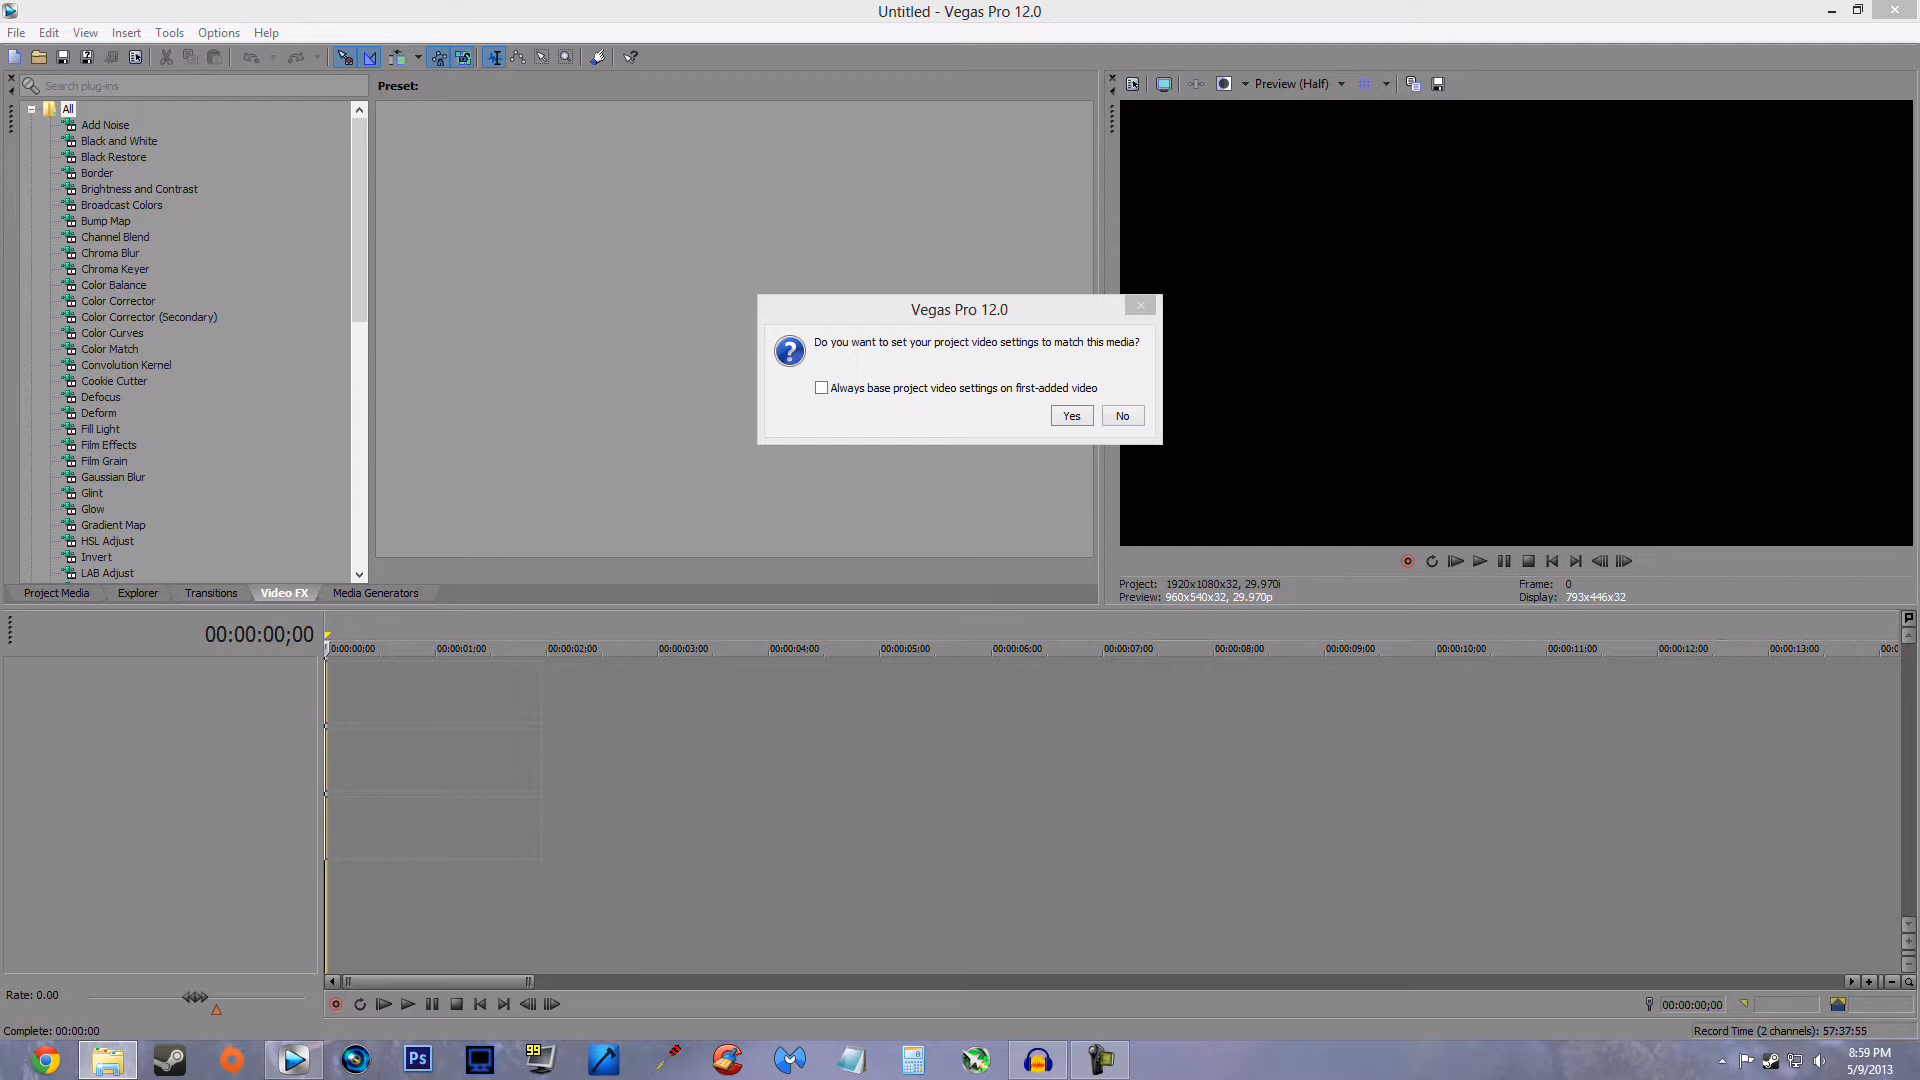 Untitled - Vegas Pro 12.0
File Edit View Insert Tools Options Help
Search plug-ins
Preset:
Preview (Half)
All
Add Noise
Black and White
Black Restore
Border
Brightness and Contrast
Broadcast Colors
Bump Map
Channel Blend
Chroma Blur
Chroma Keyer
Color Balance
Color Corrector
Color Corrector (Secondary)
Color Curves
Color Match
Convolution Kernel
Cookie Cutter
Defocus
Deform
Fill Light
Film Effects
Film Grain
Gaussian Blur
Glint
Glow
Gradient Map
HSL Adjust
Invert
LAB Adjust
Vegas Pro 12.0
Do you want to set your project video settings to match this media?
Always base project video settings on first-added video
Yes No
Project Media Explorer Transitions Video FX Media Generators
Project: 1920x1080x32, 29.970i Frame: 0
Preview: 960x540x32, 29.970p Display: 793x446x32
00:00:00;00
0:00:00;00 00:00:01;00 00:00:02;00 00:00:03;00 00:00:04;00 00:00:05;00 00:00:06;00 00:00:07;00 00:00:08;00 00:00:09;00 00:00:10;00 00:00:11;00 00:00:12;00 00:00:13;00 00:0
Rate: 0.00
00:00:00;00
Complete: 00:00:00
Record Time (2 channels): 57:37:55
Ps
99
8:59 PM
5/9/2013